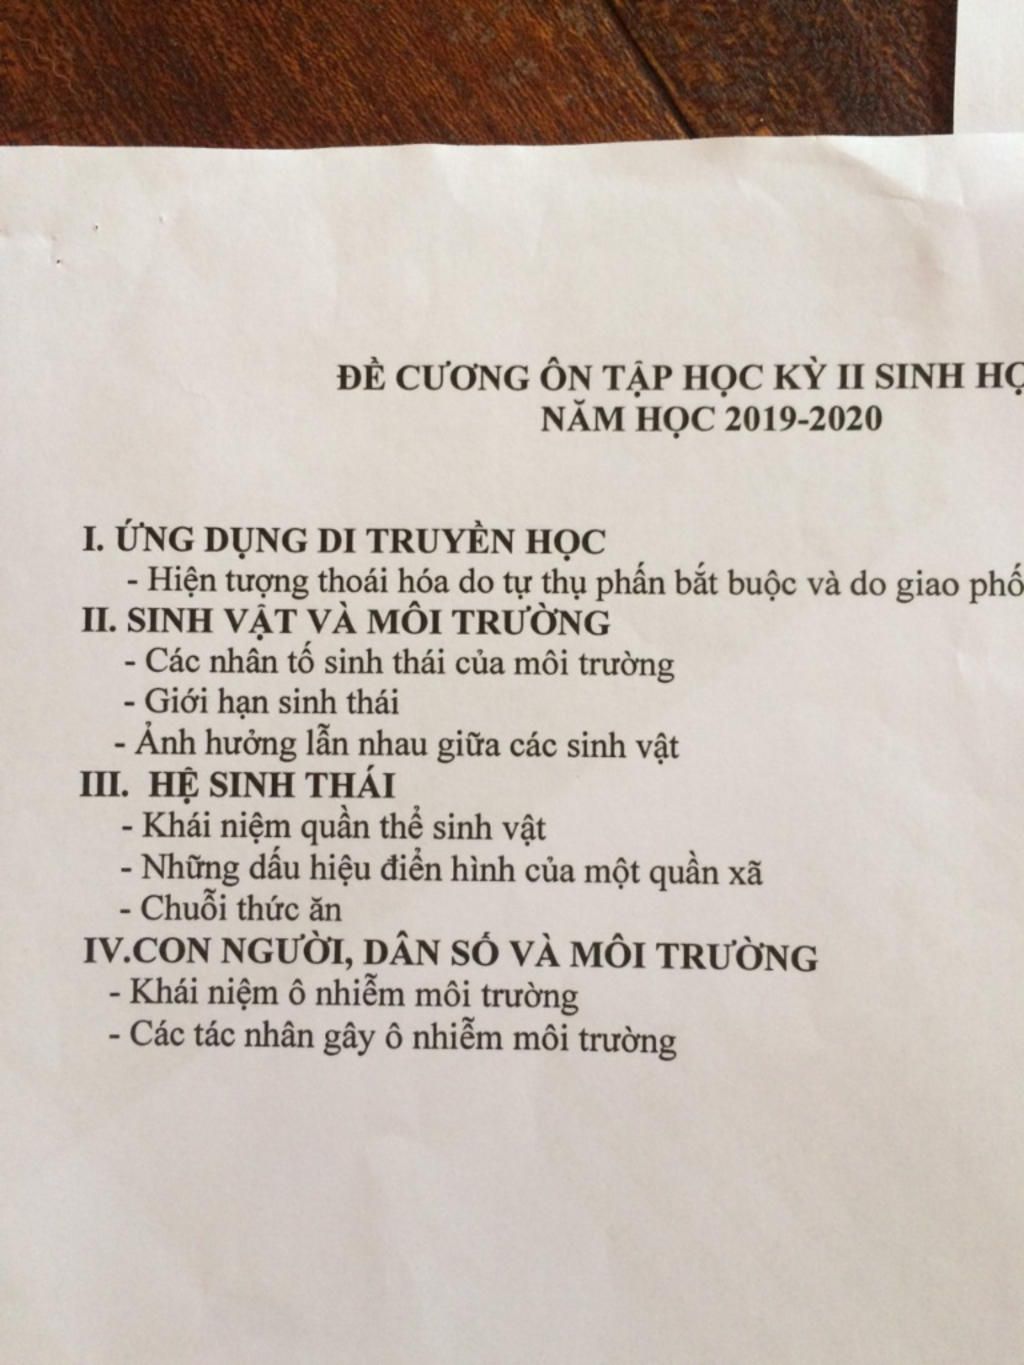 ĐỀ CƯƠNG ÔN TẬP HỌC KỲ II SINH
NĂM HỌC 2019-2020
I. ỨNG DỤNG DI TRUYỀN HỌC
- Hiện tượng thoái hóa do tự thụ phấn bắt buộc và do giao
II. SINH VẬT VÀ MÔI TRƯỜNG
- Các nhân tố sinh thái của môi trường
- Giới hạn sinh thái
- Ảnh hưởng lẫn nhau giữa các sinh vật
III. HỆ SINH THÁI
- Khái niệm quần thể sinh vật
- Những dấu hiệu điển hình của một quần xã
- Chuỗi thức ăn
IV.CON NGƯỜI, DÂN SỐ VÀ MÔI TRƯỜNG
- Khái niệm ô nhiễm môi trường
- Các tác nhân gây ô nhiễm môi trường